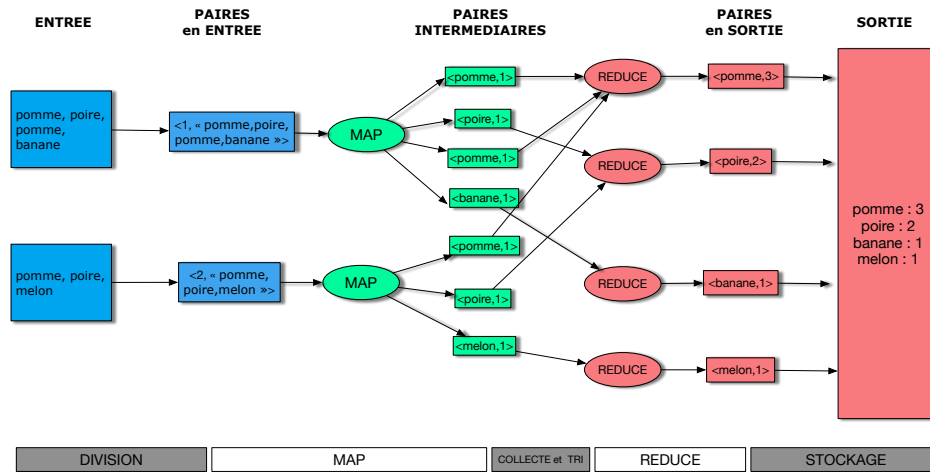 ENTREE
PAIRES
en ENTREE
PAIRES
INTERMEDIAIRES
PAIRES
en SORTIE
SORTIE
pomme, poire,
pomme,
banane
<1, « pomme,poire,
pomme,banane »>
MAP
<pomme,1>
<poire,1>
<pomme,1>
<banane,1>
REDUCE
<pomme,3>
REDUCE
<poire,2>
pomme, poire,
melon
<2, « pomme,
poire,melon »>
MAP
<pomme,1>
<poire,1>
<melon,1>
REDUCE
<banane,1>
REDUCE
<melon,1>
pomme : 3
poire : 2
banane : 1
melon : 1
DIVISION
MAP
COLLECTE et TRI
REDUCE
STOCKAGE